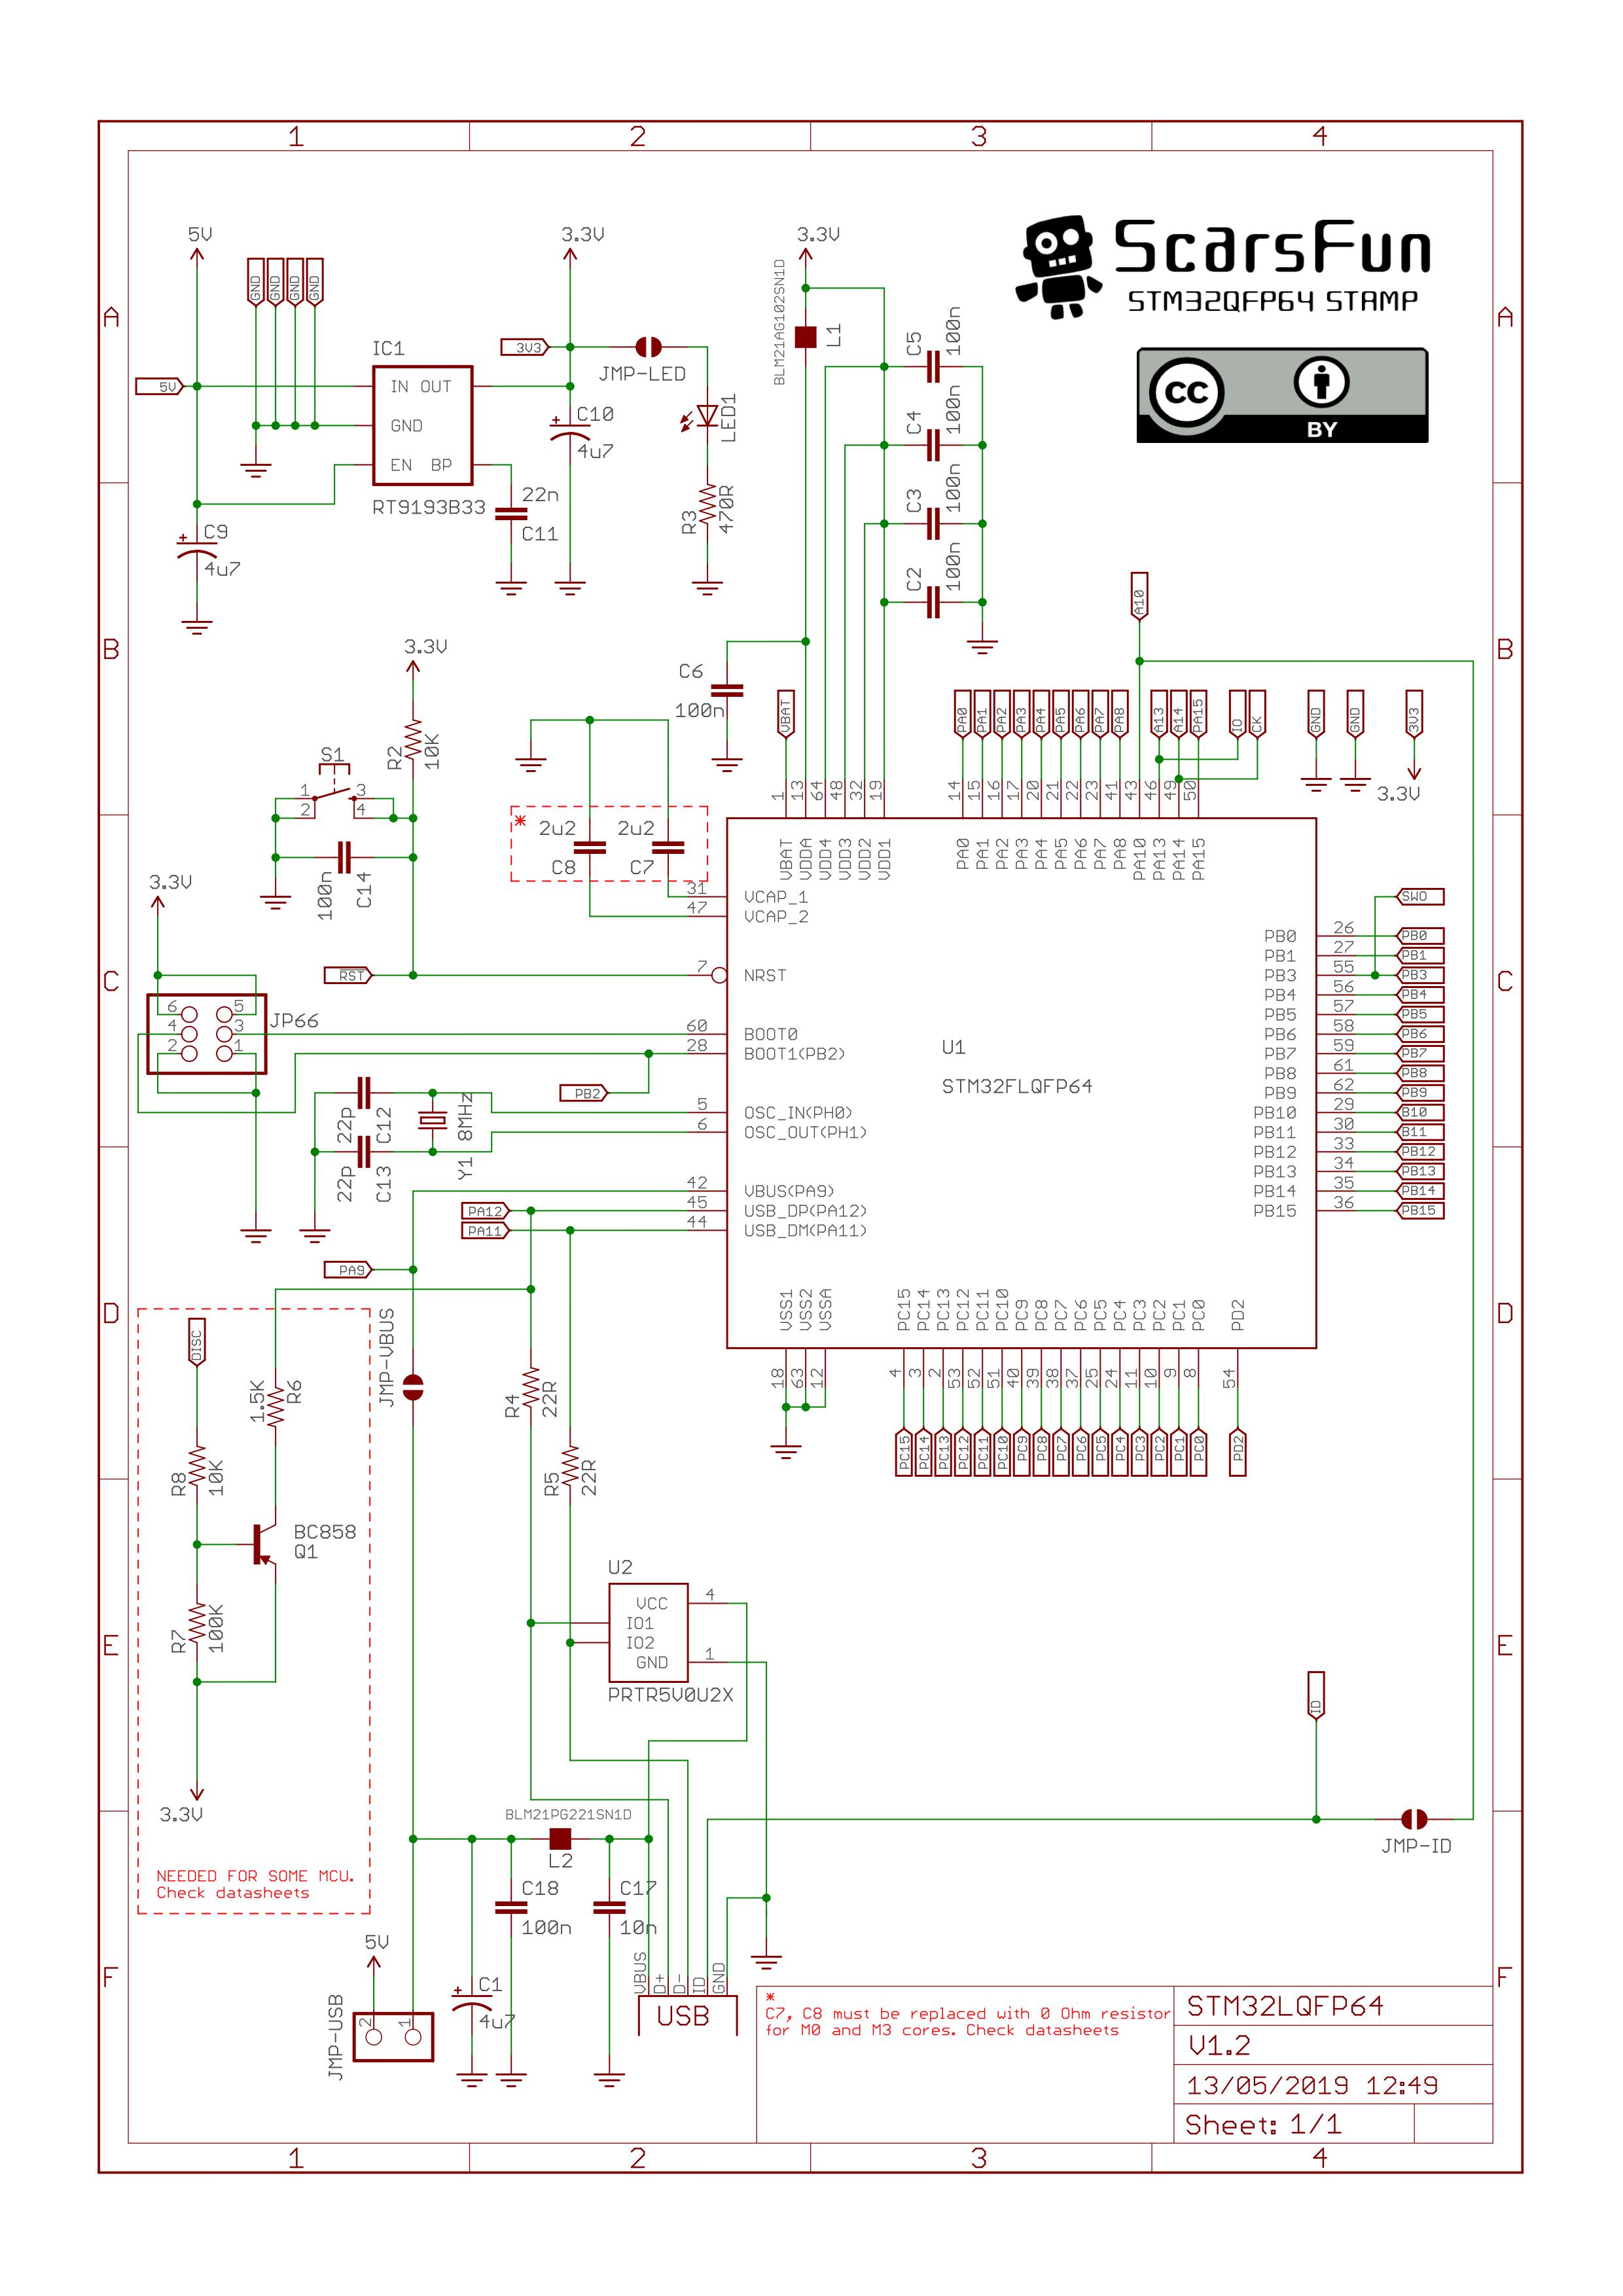 1 2 3 4
A
B
C
D
E
F
A
B
C
D
E
F
ScarsFun
STM32QFP64 STAMP
CC
BY
5V
GND GND GND GND
5V
IC1
IN OUT
GND
EN BP
RT9193B33
C9
4u7
22n
C11
3.3V
3V3
JMP-LED
C10
4u7
LED1
R3
470R
3.3V
BLM21AG102SN1D
L1
C5
100n
C4
100n
C3
100n
C2
100n
C6
100n
3.3V
R2
10K
S1
1 3
2 4
100n
C14
RST
*
2u2 2u2
C8 C7
A10
VBAT
PA0 PA1 PA2 PA3 PA4 PA5 PA6 PA7 PA8
A13 A14 PA15
IO CK
GND GND 3V3
3.3V
1 13 64 48 32 19
14 15 16 17 20 21 22 23 41 43 46 49 50
VBAT VDDA VDD4 VDD3 VDD2 VDD1
PA0 PA1 PA2 PA3 PA4 PA5 PA6 PA7 PA8 PA10 PA13 PA14 PA15
31 VCAP_1
47 VCAP_2
7 NRST
60 BOOT0
28 BOOT1(PB2)
5 OSC_IN(PH0)
6 OSC_OUT(PH1)
42 VBUS(PA9)
45 USB_DP(PA12)
44 USB_DM(PA11)
U1
STM32FLQFP64
SWO
PB0 26 PB0
PB1 27 PB1
PB3 55 PB3
PB4 56 PB4
PB5 57 PB5
PB6 58 PB6
PB7 59 PB7
PB8 61 PB8
PB9 62 PB9
PB10 29 B10
PB11 30 B11
PB12 33 PB12
PB13 34 PB13
PB14 35 PB14
PB15 36 PB15
VSS1 VSS2 VSSA
18 63 12
PC15 PC14 PC13 PC12 PC11 PC10 PC9 PC8 PC7 PC6 PC5 PC4 PC3 PC2 PC1 PC0 PD2
4 3 2 53 52 51 40 39 38 37 25 24 11 10 9 8 54
PC15 PC14 PC13 PC12 PC11 PC10 PC9 PC8 PC7 PC6 PC5 PC4 PC3 PC2 PC1 PC0 PD2
3.3V
6 5
4 3
2 1
JP66
PB2
22P
C12
22P
C13
Y1
8MHz
PA12
PA11
PA9
JMP-VBUS
DISC
1.5K
R6
R8
10K
BC858
Q1
R7
100K
3.3V
NEEDED FOR SOME MCU.
Check datasheets
R4
22R
R5
22R
U2
VCC 4
IO1
IO2
GND 1
PRTR5V0U2X
BLM21PG221SN1D
L2
C18
100n
C17
10n
C1
4u7
5V
JMP-USB
2 1
VBUS D+ D- ID GND
USB
ID
JMP-ID
*
C7, C8 must be replaced with 0 Ohm resistor
for M0 and M3 cores. Check datasheets
STM32LQFP64
V1.2
13/05/2019 12:49
Sheet: 1/1
1 2 3 4